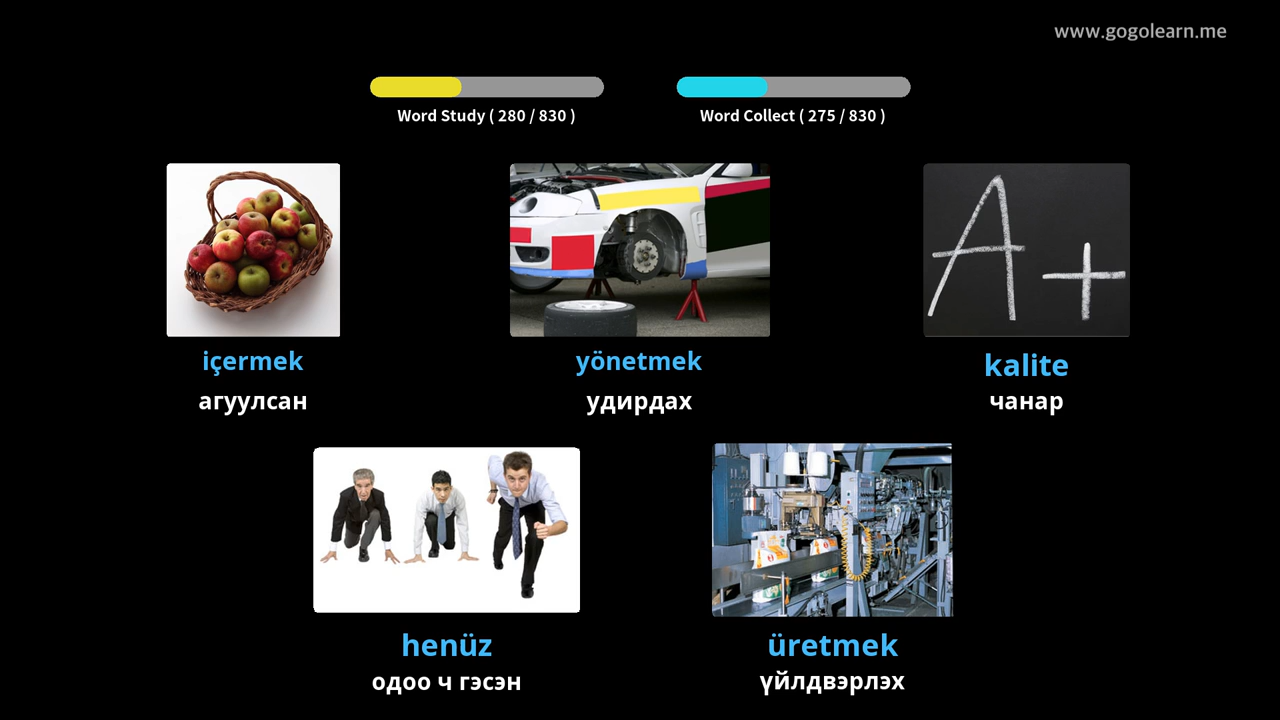 www.gogolearn.me
Word Study ( 280 / 830 )
Word Collect ( 275 / 830 )
A+
içermek
агуулсан
yönetmek
удирдах
kalite
чанар
henüz
одоо ч гэсэн
üretmek
үйлдвэрлэх